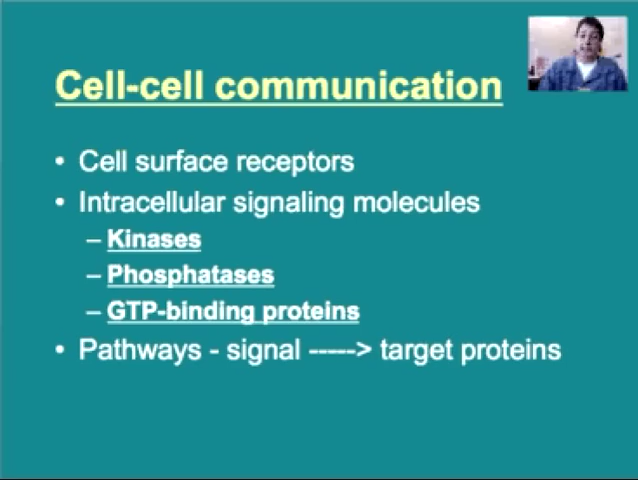 Cell-cell communication
• Cell surface receptors
• Intracellular signaling molecules
– Kinases
– Phosphatases
– GTP-binding proteins
• Pathways - signal -----> target proteins